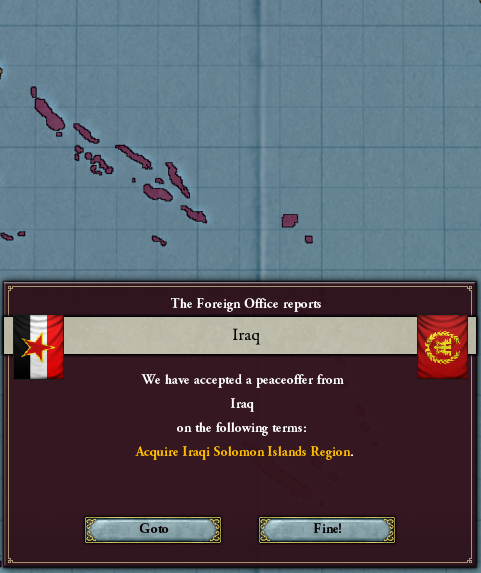 The Foreign Office reports
Iraq
We have accepted a peaceoffer from
Iraq
on the following terms:
Acquire Iraqi Solomon Islands Region.
Goto
Fine!